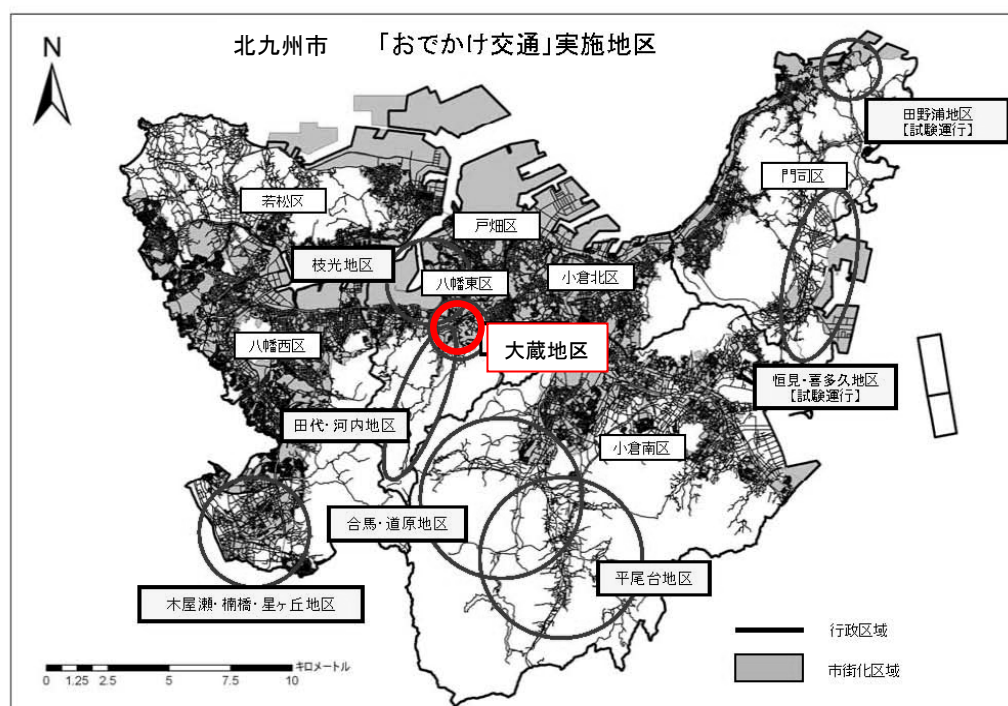 北九州市 「おでかけ交通」実施地区
N
田野浦地区
【試験運行】
門司区
若松区
戸畑区
枝光地区
八幡東区
小倉北区
八幡西区
大蔵地区
恒見・喜多久地区
【試験運行】
田代・河内地区
小倉南区
合馬・道原地区
平尾台地区
木屋瀬・楠橋・星ヶ丘地区
行政区域
市街化区域
キロメートル
0 1.25 2.5 5 7.5 10